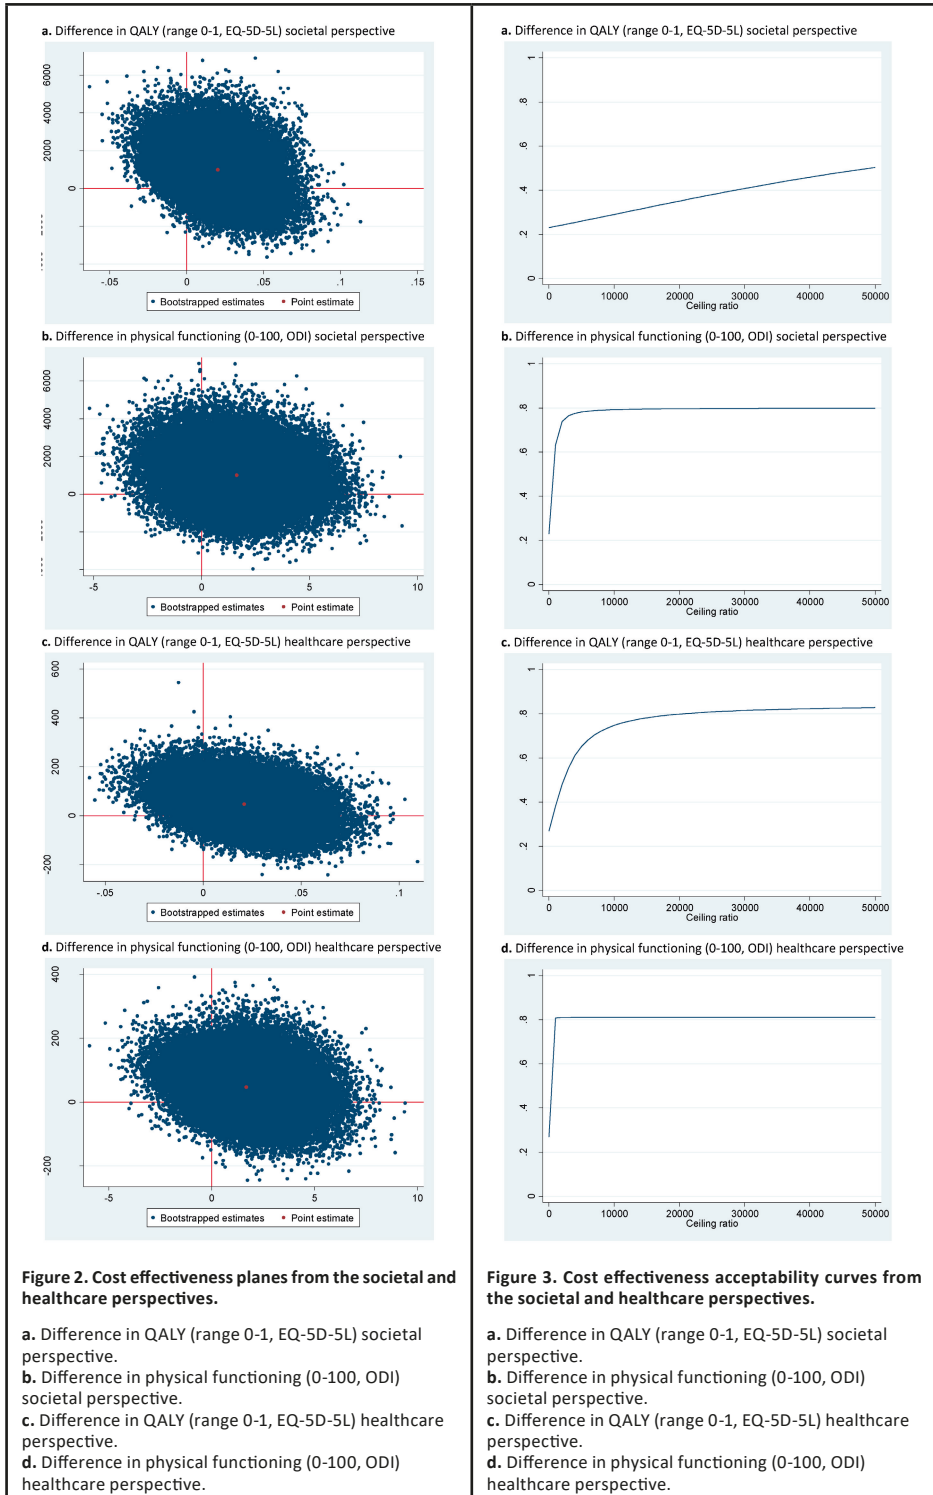 a. Difference in QALY (range 0-1, EQ-5D-5L) societal perspective
6000
4000
2000
0
-.05 0 .05 .1 .15
Bootstrapped estimates Point estimate
b. Difference in physical functioning (0-100, ODI) societal perspective
6000
4000
2000
0
-5 0 5 10
Bootstrapped estimates Point estimate
c. Difference in QALY (range 0-1, EQ-5D-5L) healthcare perspective
600
400
200
0
-200
-.05 0 .05 .1
Bootstrapped estimates Point estimate
d. Difference in physical functioning (0-100, ODI) healthcare perspective
400
200
0
-200
-5 0 5 10
Bootstrapped estimates Point estimate
Figure 2. Cost effectiveness planes from the societal and
healthcare perspectives.
a. Difference in QALY (range 0-1, EQ-5D-5L) societal
perspective.
b. Difference in physical functioning (0-100, ODI)
societal perspective.
c. Difference in QALY (range 0-1, EQ-5D-5L) healthcare
perspective.
d. Difference in physical functioning (0-100, ODI)
healthcare perspective.
a. Difference in QALY (range 0-1, EQ-5D-5L) societal perspective
1
.8
.6
.4
.2
0
0 10000 20000 30000 40000 50000
Ceiling ratio
b. Difference in physical functioning (0-100, ODI) societal perspective
1
.8
.6
.4
.2
0
0 10000 20000 30000 40000 50000
Ceiling ratio
c. Difference in QALY (range 0-1, EQ-5D-5L) healthcare perspective
1
.8
.6
.4
.2
0
0 10000 20000 30000 40000 50000
Ceiling ratio
d. Difference in physical functioning (0-100, ODI) healthcare perspective
1
.8
.6
.4
.2
0
0 10000 20000 30000 40000 50000
Ceiling ratio
Figure 3. Cost effectiveness acceptability curves from
the societal and healthcare perspectives.
a. Difference in QALY (range 0-1, EQ-5D-5L) societal
perspective.
b. Difference in physical functioning (0-100, ODI)
societal perspective.
c. Difference in QALY (range 0-1, EQ-5D-5L) healthcare
perspective.
d. Difference in physical functioning (0-100, ODI)
healthcare perspective.